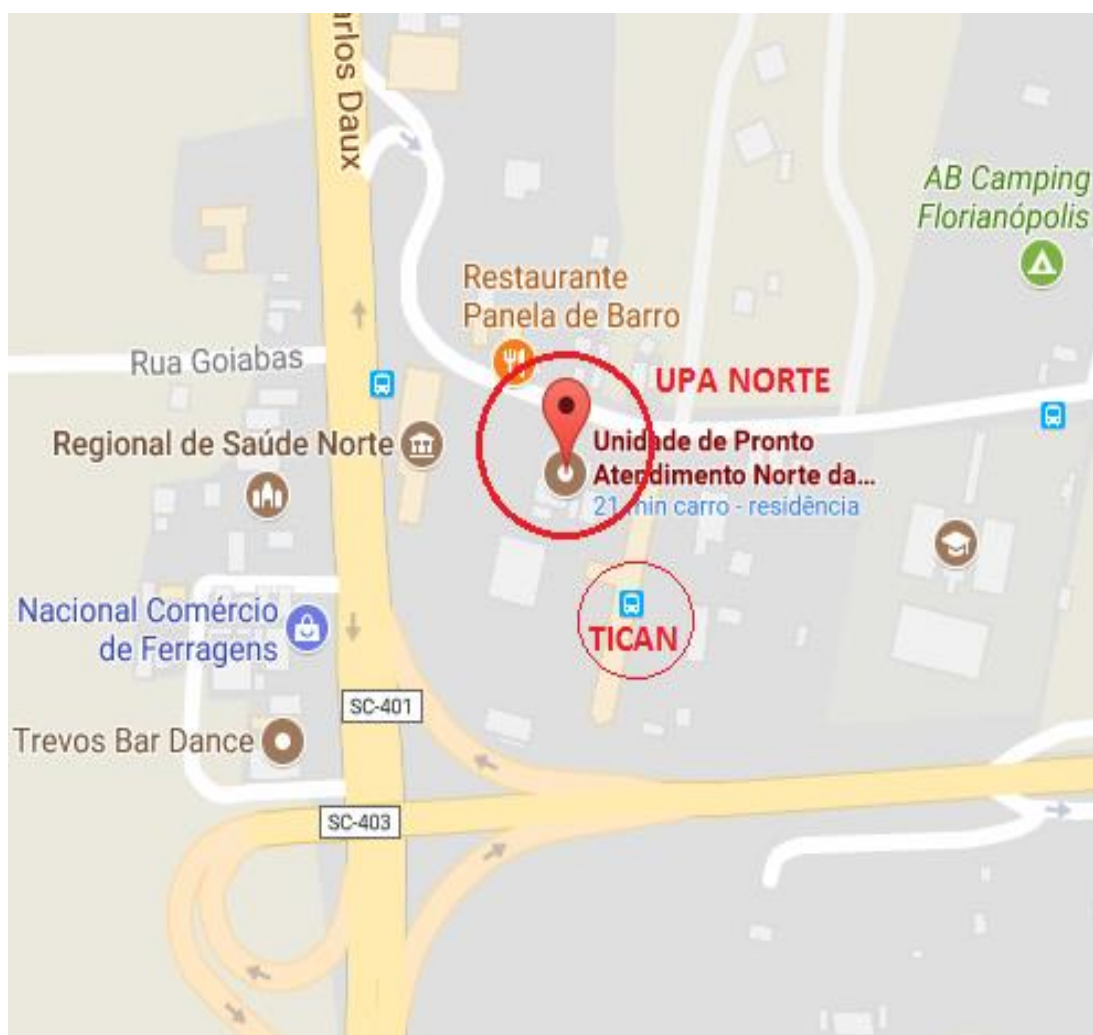 arlos Daux
AB Camping
Florianópolis
Restaurante
Panela de Barro
Rua Goiabas
UPA NORTE
Regional de Saúde Norte
Unidade de Pronto
Atendimento Norte da...
21 min carro - residência
Nacional Comércio
de Ferragens
TICAN
SC-401
Trevos Bar Dance
SC-403